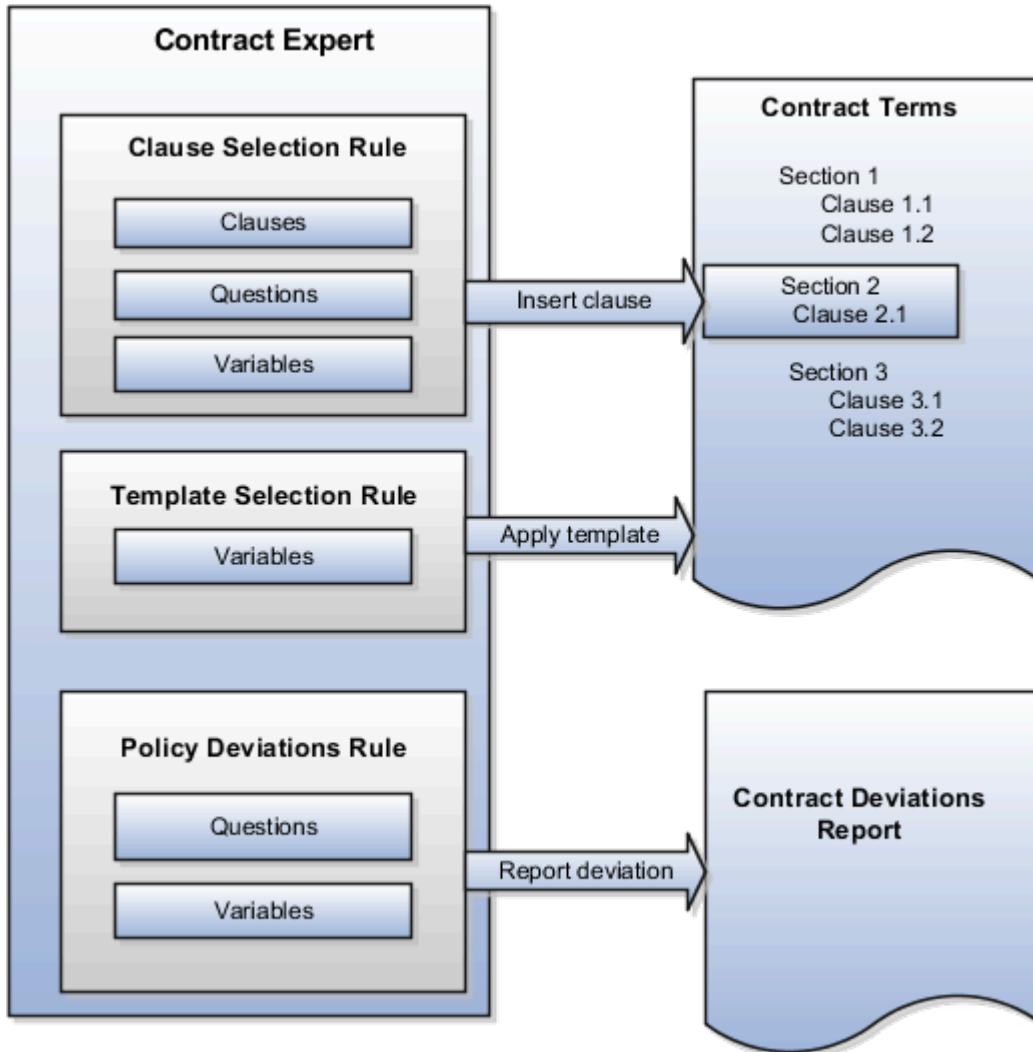 Contract Expert
Clause Selection Rule
Clauses
Questions
Variables
Insert clause
Template Selection Rule
Variables
Apply template
Policy Deviations Rule
Questions
Variables
Report deviation
Contract Terms
Section 1
Clause 1.1
Clause 1.2
Section 2
Clause 2.1
Section 3
Clause 3.1
Clause 3.2
Contract Deviations
Report